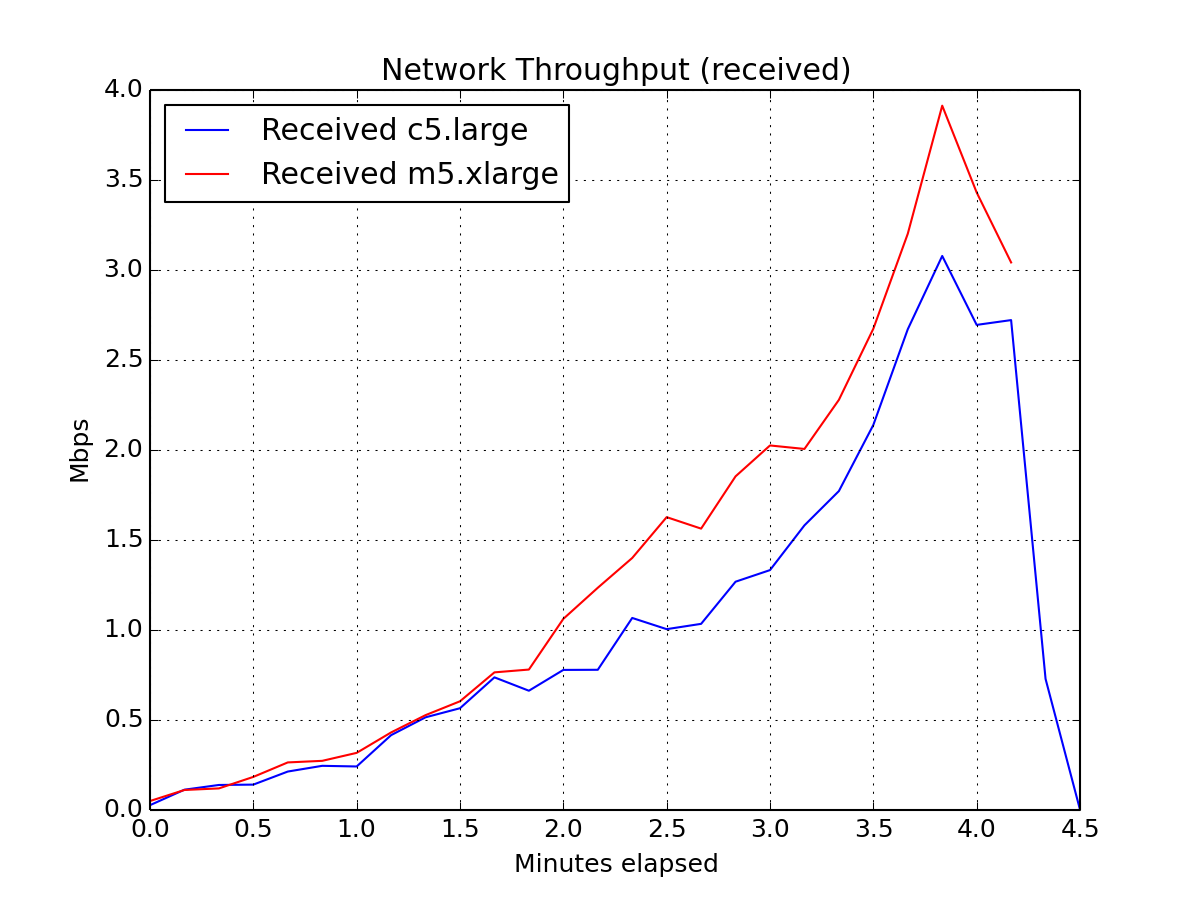 Network Throughput (received)
Received c5.large
Received m5.xlarge
4.0
3.5
3.0
2.5
2.0
1.5
1.0
0.5
0.0
Mbps
0.0 0.5 1.0 1.5 2.0 2.5 3.0 3.5 4.0 4.5
Minutes elapsed